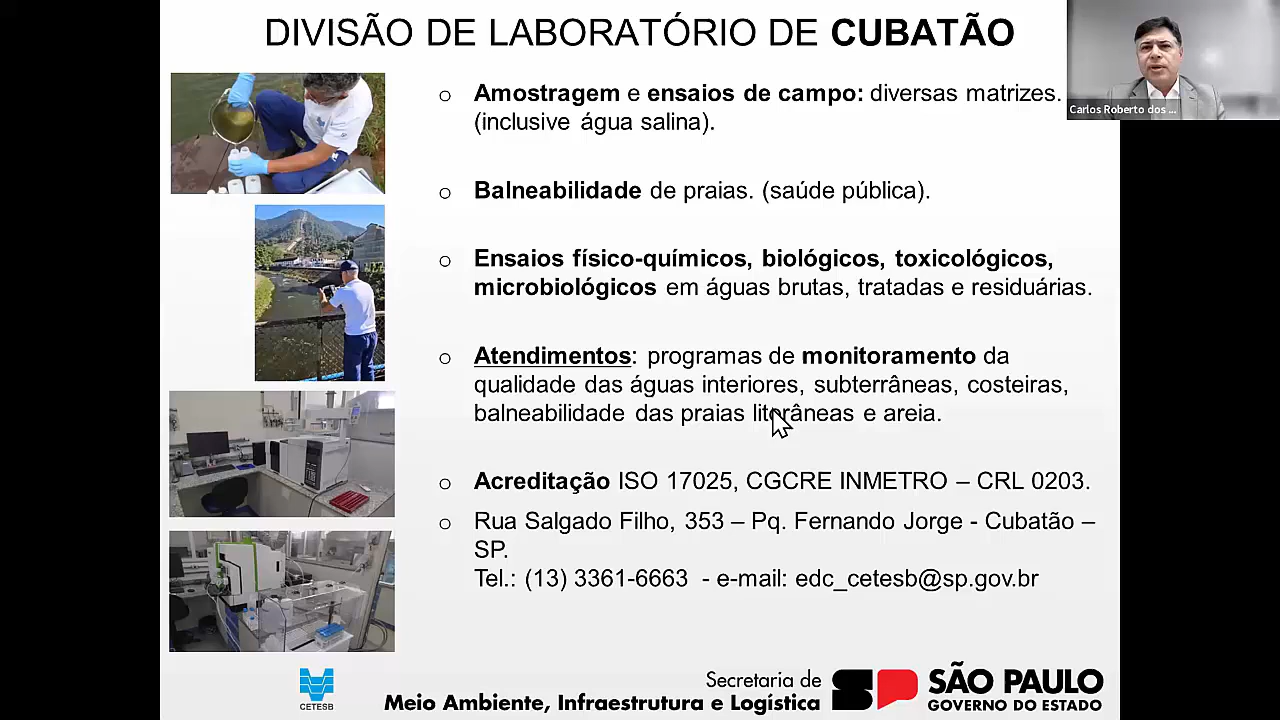 DIVISÃO DE LABORATÓRIO DE CUBATÃO
Carlos Roberto dos ...
○ Amostragem e ensaios de campo: diversas matrizes.
(inclusive água salina).
○ Balneabilidade de praias. (saúde pública).
○ Ensaios físico-químicos, biológicos, toxicológicos,
microbiológicos em águas brutas, tratadas e residuárias.
○ Atendimentos: programas de monitoramento da
qualidade das águas interiores, subterrâneas, costeiras,
balneabilidade das praias litorâneas e areia.
○ Acreditação ISO 17025, CGCRE INMETRO – CRL 0203.
○ Rua Salgado Filho, 353 – Pq. Fernando Jorge - Cubatão –
SP.
Tel.: (13) 3361-6663 - e-mail: edc_cetesb@sp.gov.br
CETESB
Secretaria de
Meio Ambiente, Infraestrutura e Logística
SP
SÃO PAULO
GOVERNO DO ESTADO